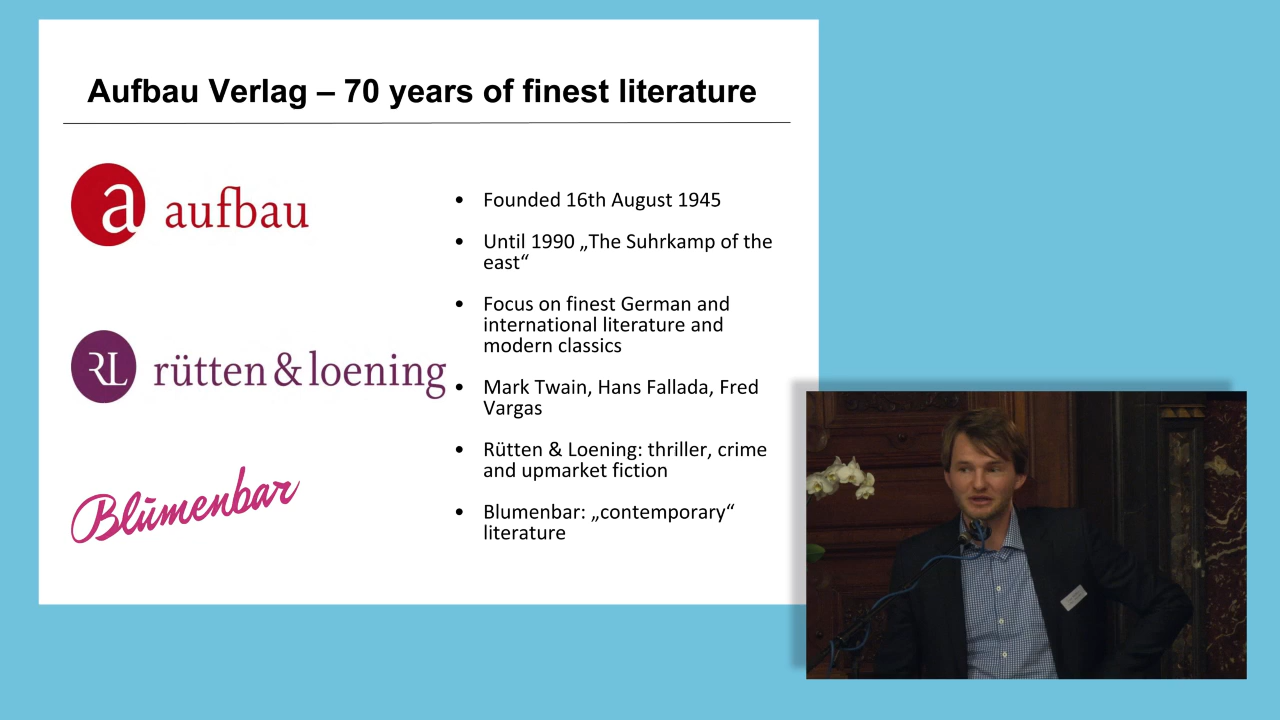 Aufbau Verlag – 70 years of finest literature
a aufbau
RL rütten & loening
Blumenbar
• Founded 16th August 1945
• Until 1990 „The Suhrkamp of the
east“
• Focus on finest German and
international literature and
modern classics
• Mark Twain, Hans Fallada, Fred
Vargas
• Rütten & Loening: thriller, crime
and upmarket fiction
• Blumenbar: „contemporary“
literature